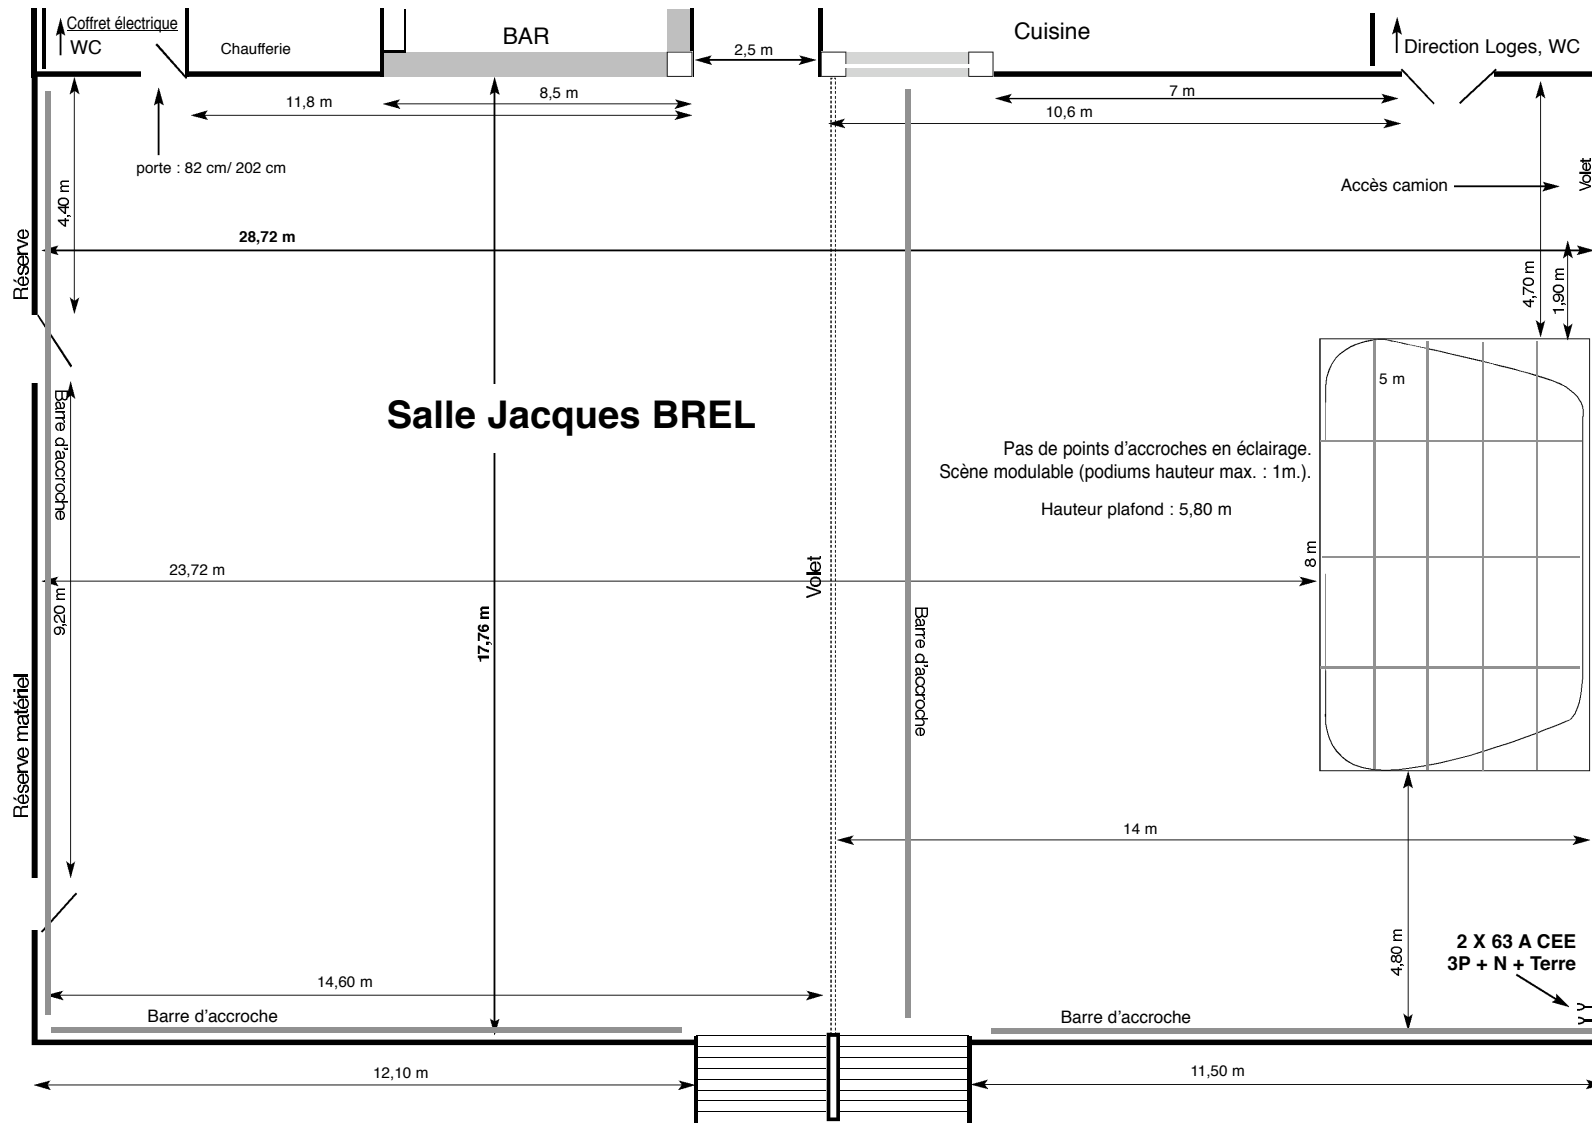 Coffret électrique
WC
Chaufferie
BAR
2,5 m
Cuisine
Direction Loges, WC
11,8 m
8,5 m
7 m
10,6 m
porte : 82 cm/ 202 cm
4,40 m
Réserve
28,72 m
Accès camion
Volet
4,70 m
1,90 m
Barre d'accroche
Salle Jacques BREL
5 m
Pas de points d'accroches en éclairage.
Scène modulable (podiums hauteur max. : 1m.).
Hauteur plafond : 5,80 m
8 m
Volet
23,72 m
9,20 m
17,76 m
Barre d'accroche
Réserve matériel
14 m
4,80 m
2 X 63 A CEE
3P + N + Terre
14,60 m
Barre d'accroche
Barre d'accroche
12,10 m
11,50 m